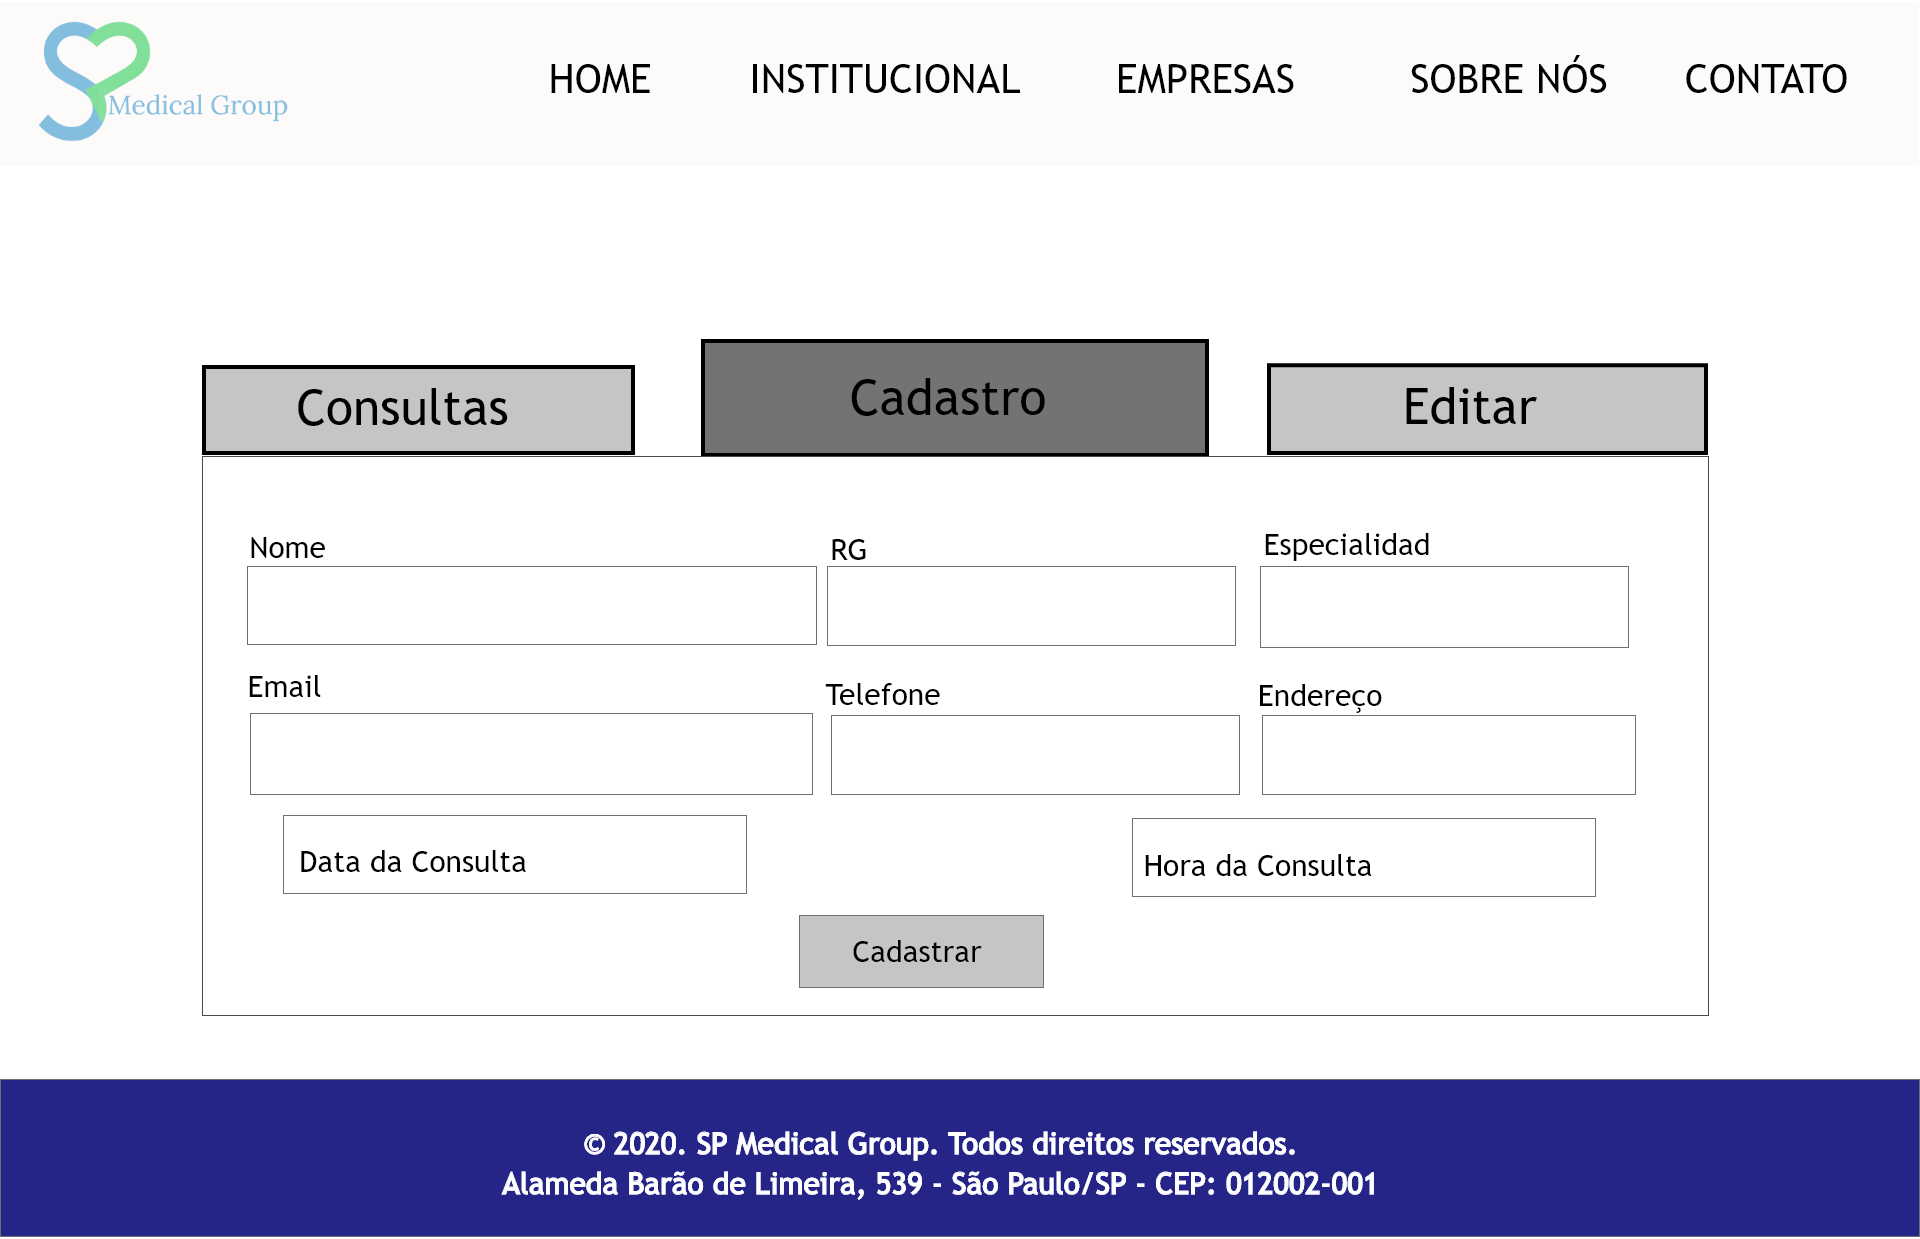 Medical Group
HOME INSTITUCIONAL EMPRESAS SOBRE NÓS CONTATO
Consultas Cadastro Editar
Nome RG Especialidad
Email Telefone Endereço
Data da Consulta Hora da Consulta
Cadastrar
© 2020. SP Medical Group. Todos direitos reservados.
Alameda Barão de Limeira, 539 - São Paulo/SP - CEP: 012002-001